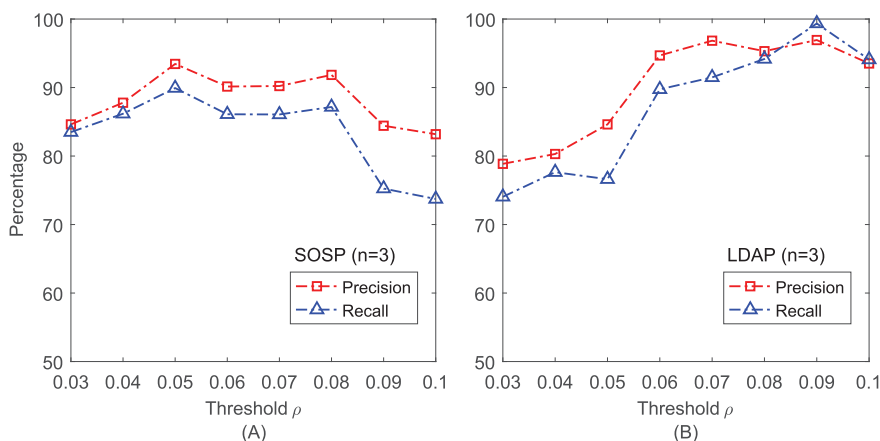 100
90
80
70
60
50
Percentage
SOSP (n=3)
Precision
Recall
0.03 0.04 0.05 0.06 0.07 0.08 0.09 0.1
Threshold ρ
(A)
100
90
80
70
60
50
LDAP (n=3)
Precision
Recall
0.03 0.04 0.05 0.06 0.07 0.08 0.09 0.1
Threshold ρ
(B)